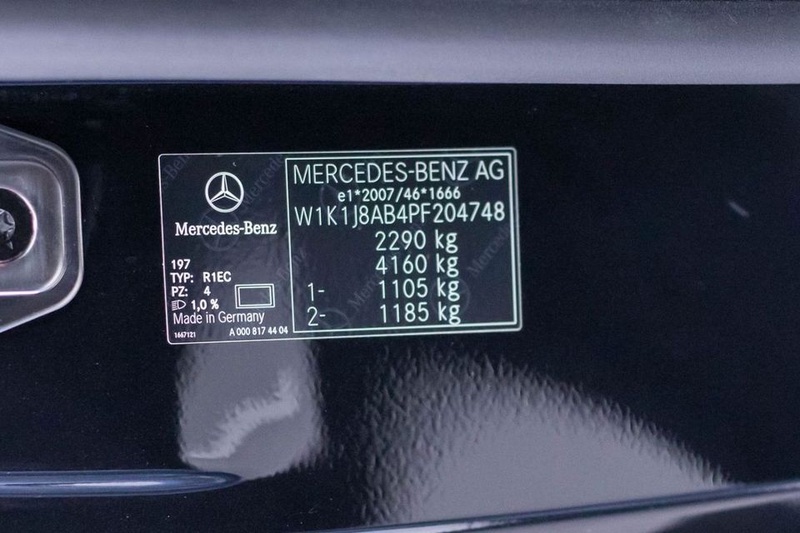 Mercedes-Benz
197
TYP: R1EC
PZ: 4
1,0 %
Made in Germany
1667121
A 000 817 44 04
MERCEDES-BENZ AG
e1*2007/46*1666
W1K1J8AB4PF204748
2290 kg
4160 kg
1- 1105 kg
2- 1185 kg